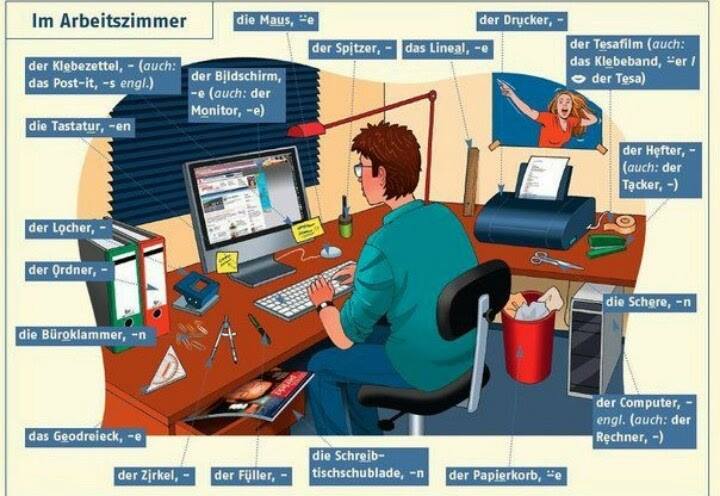 Im Arbeitszimmer
die Maus, ⸚e
der Drucker, –
der Spitzer, –
das Lineal, –e
der Tesafilm (auch:
das Klebeband, ⸚er /
der Tesa)
der Klebezettel, – (auch:
das Post-it, –s engl.)
der Bildschirm,
–e (auch: der
Monitor, –e)
die Tastatur, –en
der Hefter, –
(auch: der
Tacker, –)
der Locher, –
der Ordner, –
die Büroklammer, –n
die Schere, –n
der Computer, –
engl. (auch: der
Rechner, –)
das Geodreieck, –e
der Zirkel, –
der Füller, –
die Schreib-
tischschublade, –n
der Papierkorb, ⸚e